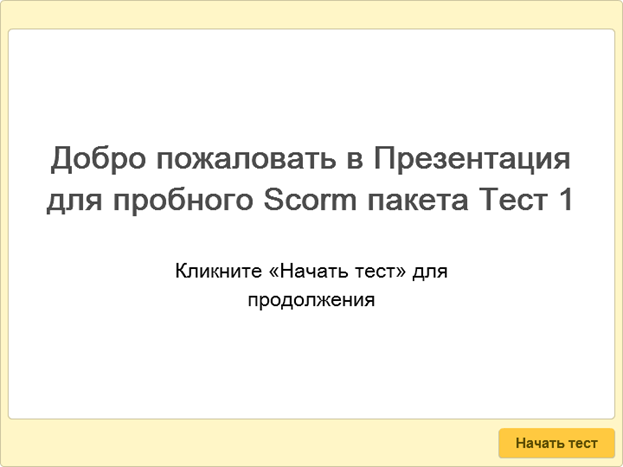 Добро пожаловать в Презентация
для пробного Scorm пакета Тест 1
Кликните «Начать тест» для
продолжения
Начать тест